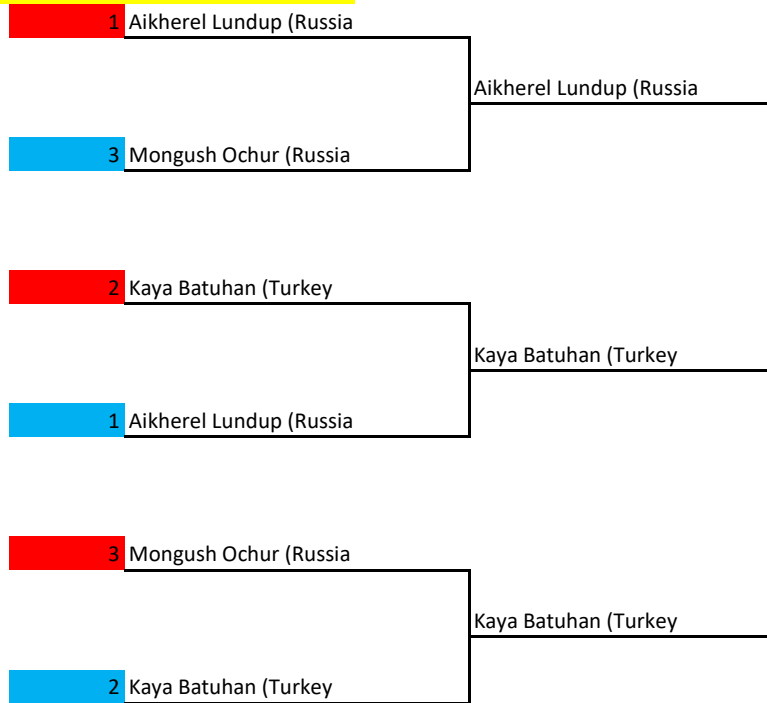 1 Aikherel Lundup (Russia
Aikherel Lundup (Russia
3 Mongush Ochur (Russia
2 Kaya Batuhan (Turkey
Kaya Batuhan (Turkey
1 Aikherel Lundup (Russia
3 Mongush Ochur (Russia
Kaya Batuhan (Turkey
2 Kaya Batuhan (Turkey